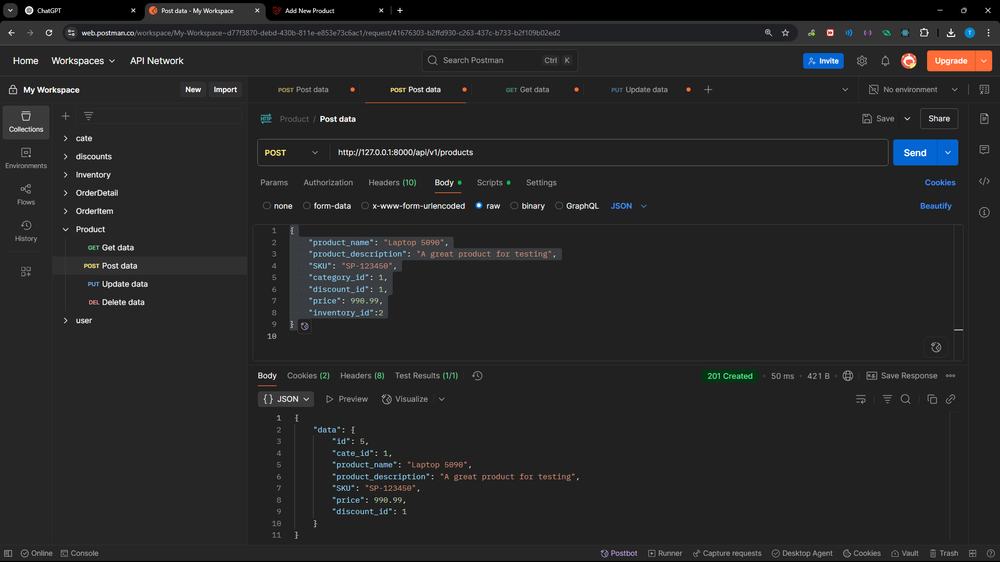 ChatGPT
Post data - My Workspace
Add New Product
web.postman.co/workspace/My-Workspace~d77f3870-debd-430b-811e-e853e73c6ac1/request/41676303-b2ffd930-c263-437c-b733-b2f109b02ed2
T
Home Workspaces API Network
Search Postman Ctrl K
Invite
Upgrade
My Workspace
New
Import
POST Post data
POST Post data
GET Get data
PUT Update data
No environment
Collections
Environments
Flows
History
cate
discounts
Inventory
OrderDetail
OrderItem
Product
GET Get data
POST Post data
PUT Update data
DEL Delete data
user
HTTP Product / Post data
Save
Share
POST http://127.0.0.1:8000/api/v1/products
Send
Params Authorization Headers (10) Body Scripts Settings
Cookies
none form-data x-www-form-urlencoded raw binary GraphQL JSON
Beautify
1 {
2 "product_name": "Laptop 5090",
3 "product_description": "A great product for testing",
4 "SKU": "SP-123450",
5 "category_id": 1,
6 "discount_id": 1,
7 "price": 990.99,
8 "inventory_id":2
9 }
10
Body Cookies (2) Headers (8) Test Results (1/1)
201 Created 50 ms 421 B
e.g. Save Response
{} JSON Preview Visualize
1 {
2 "data": {
3 "id": 5,
4 "cate_id": 1,
5 "product_name": "Laptop 5090",
6 "product_description": "A great product for testing",
7 "SKU": "SP-123450",
8 "price": 990.99,
9 "discount_id": 1
10 }
11 }
Online Console
Postbot Runner Capture requests Desktop Agent Cookies Vault Trash